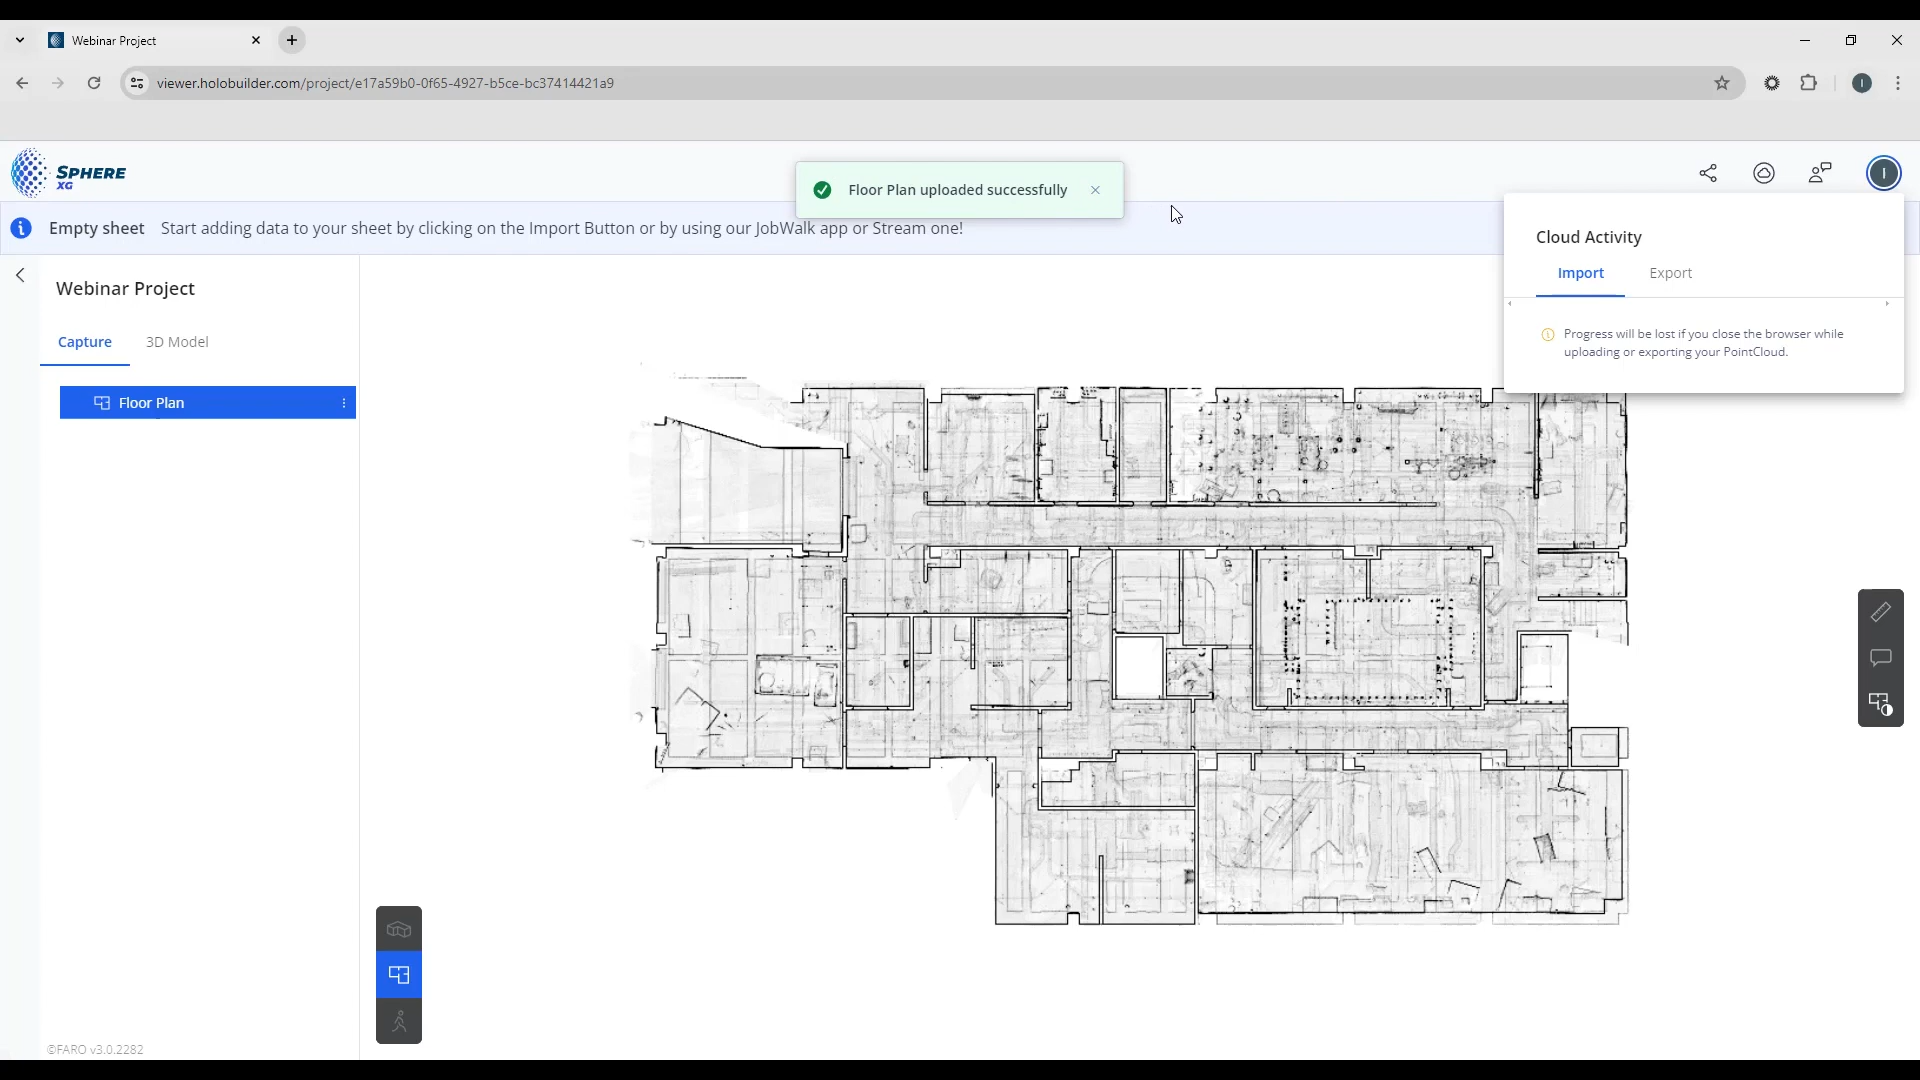 Webinar Project
viewer.holobuilder.com/project/e17a59b0-0f65-4927-b5ce-bc37414421a9
SPHERE
XG
Floor Plan uploaded successfully
I
Empty sheet Start adding data to your sheet by clicking on the Import Button or by using our JobWalk app or Stream one!
Cloud Activity
Import Export
Progress will be lost if you close the browser while
uploading or exporting your PointCloud.
Webinar Project
Capture 3D Model
Floor Plan
©FARO v3.0.2282